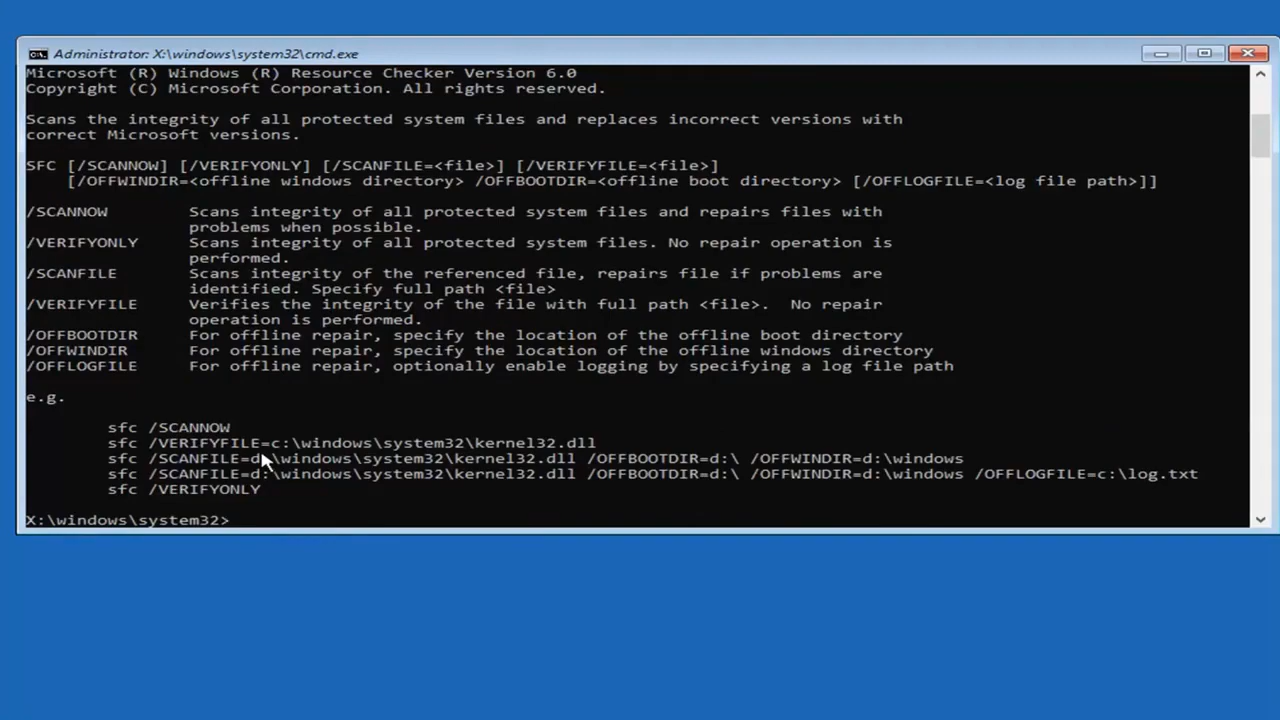 Administrator: X:\windows\system32\cmd.exe
Microsoft (R) Windows (R) Resource Checker Version 6.0
Copyright (C) Microsoft Corporation. All rights reserved.
Scans the integrity of all protected system files and replaces incorrect versions with
correct Microsoft versions.
SFC [/SCANNOW] [/VERIFYONLY] [/SCANFILE=<file>] [/VERIFYFILE=<file>]
[/OFFWINDIR=<offline windows directory> /OFFBOOTDIR=<offline boot directory> [/OFFLOGFILE=<log file path>]]
/SCANNOW Scans integrity of all protected system files and repairs files with
problems when possible.
/VERIFYONLY Scans integrity of all protected system files. No repair operation is
performed.
/SCANFILE Scans integrity of the referenced file, repairs file if problems are
identified. Specify full path <file>
/VERIFYFILE Verifies the integrity of the file with full path <file>. No repair
operation is performed.
/OFFBOOTDIR For offline repair, specify the location of the offline boot directory
/OFFWINDIR For offline repair, specify the location of the offline windows directory
/OFFLOGFILE For offline repair, optionally enable logging by specifying a log file path
e.g.
sfc /SCANNOW
sfc /VERIFYFILE=c:\windows\system32\kernel32.dll
sfc /SCANFILE=d:\windows\system32\kernel32.dll /OFFBOOTDIR=d:\ /OFFWINDIR=d:\windows
sfc /SCANFILE=d:\windows\system32\kernel32.dll /OFFBOOTDIR=d:\ /OFFWINDIR=d:\windows /OFFLOGFILE=c:\log.txt
sfc /VERIFYONLY
X:\windows\system32>